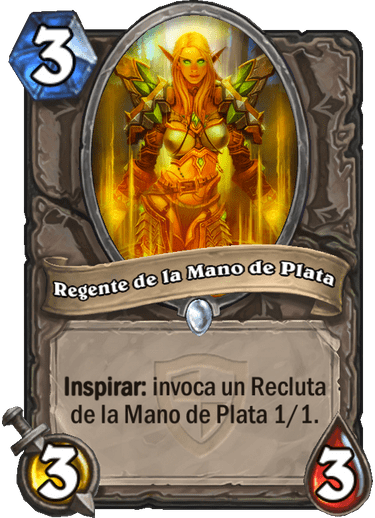 3
Regente de la Mano de Plata
Inspirar: invoca un Recluta
de la Mano de Plata 1/1.
3
3